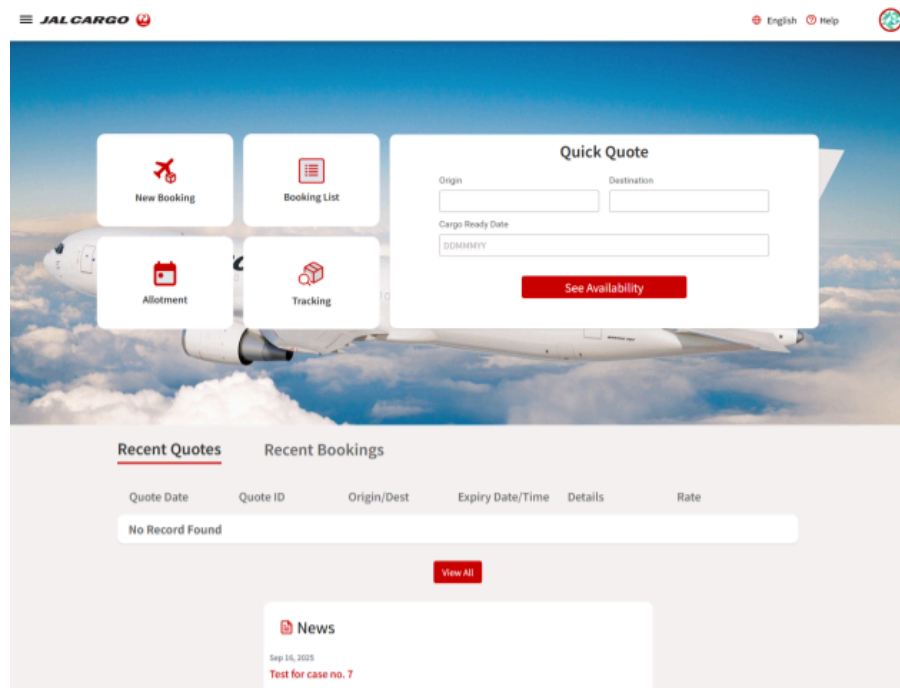 JAL CARGO
English
Help
New Booking
Booking List
Allotment
Tracking
Quick Quote
Origin
Destination
Cargo Ready Date
DDMMMYY
See Availability
Recent Quotes
Recent Bookings
Quote Date
Quote ID
Origin/Dest
Expiry Date/Time
Details
Rate
No Record Found
View All
News
Sep 16, 2025
Test for case no. 7